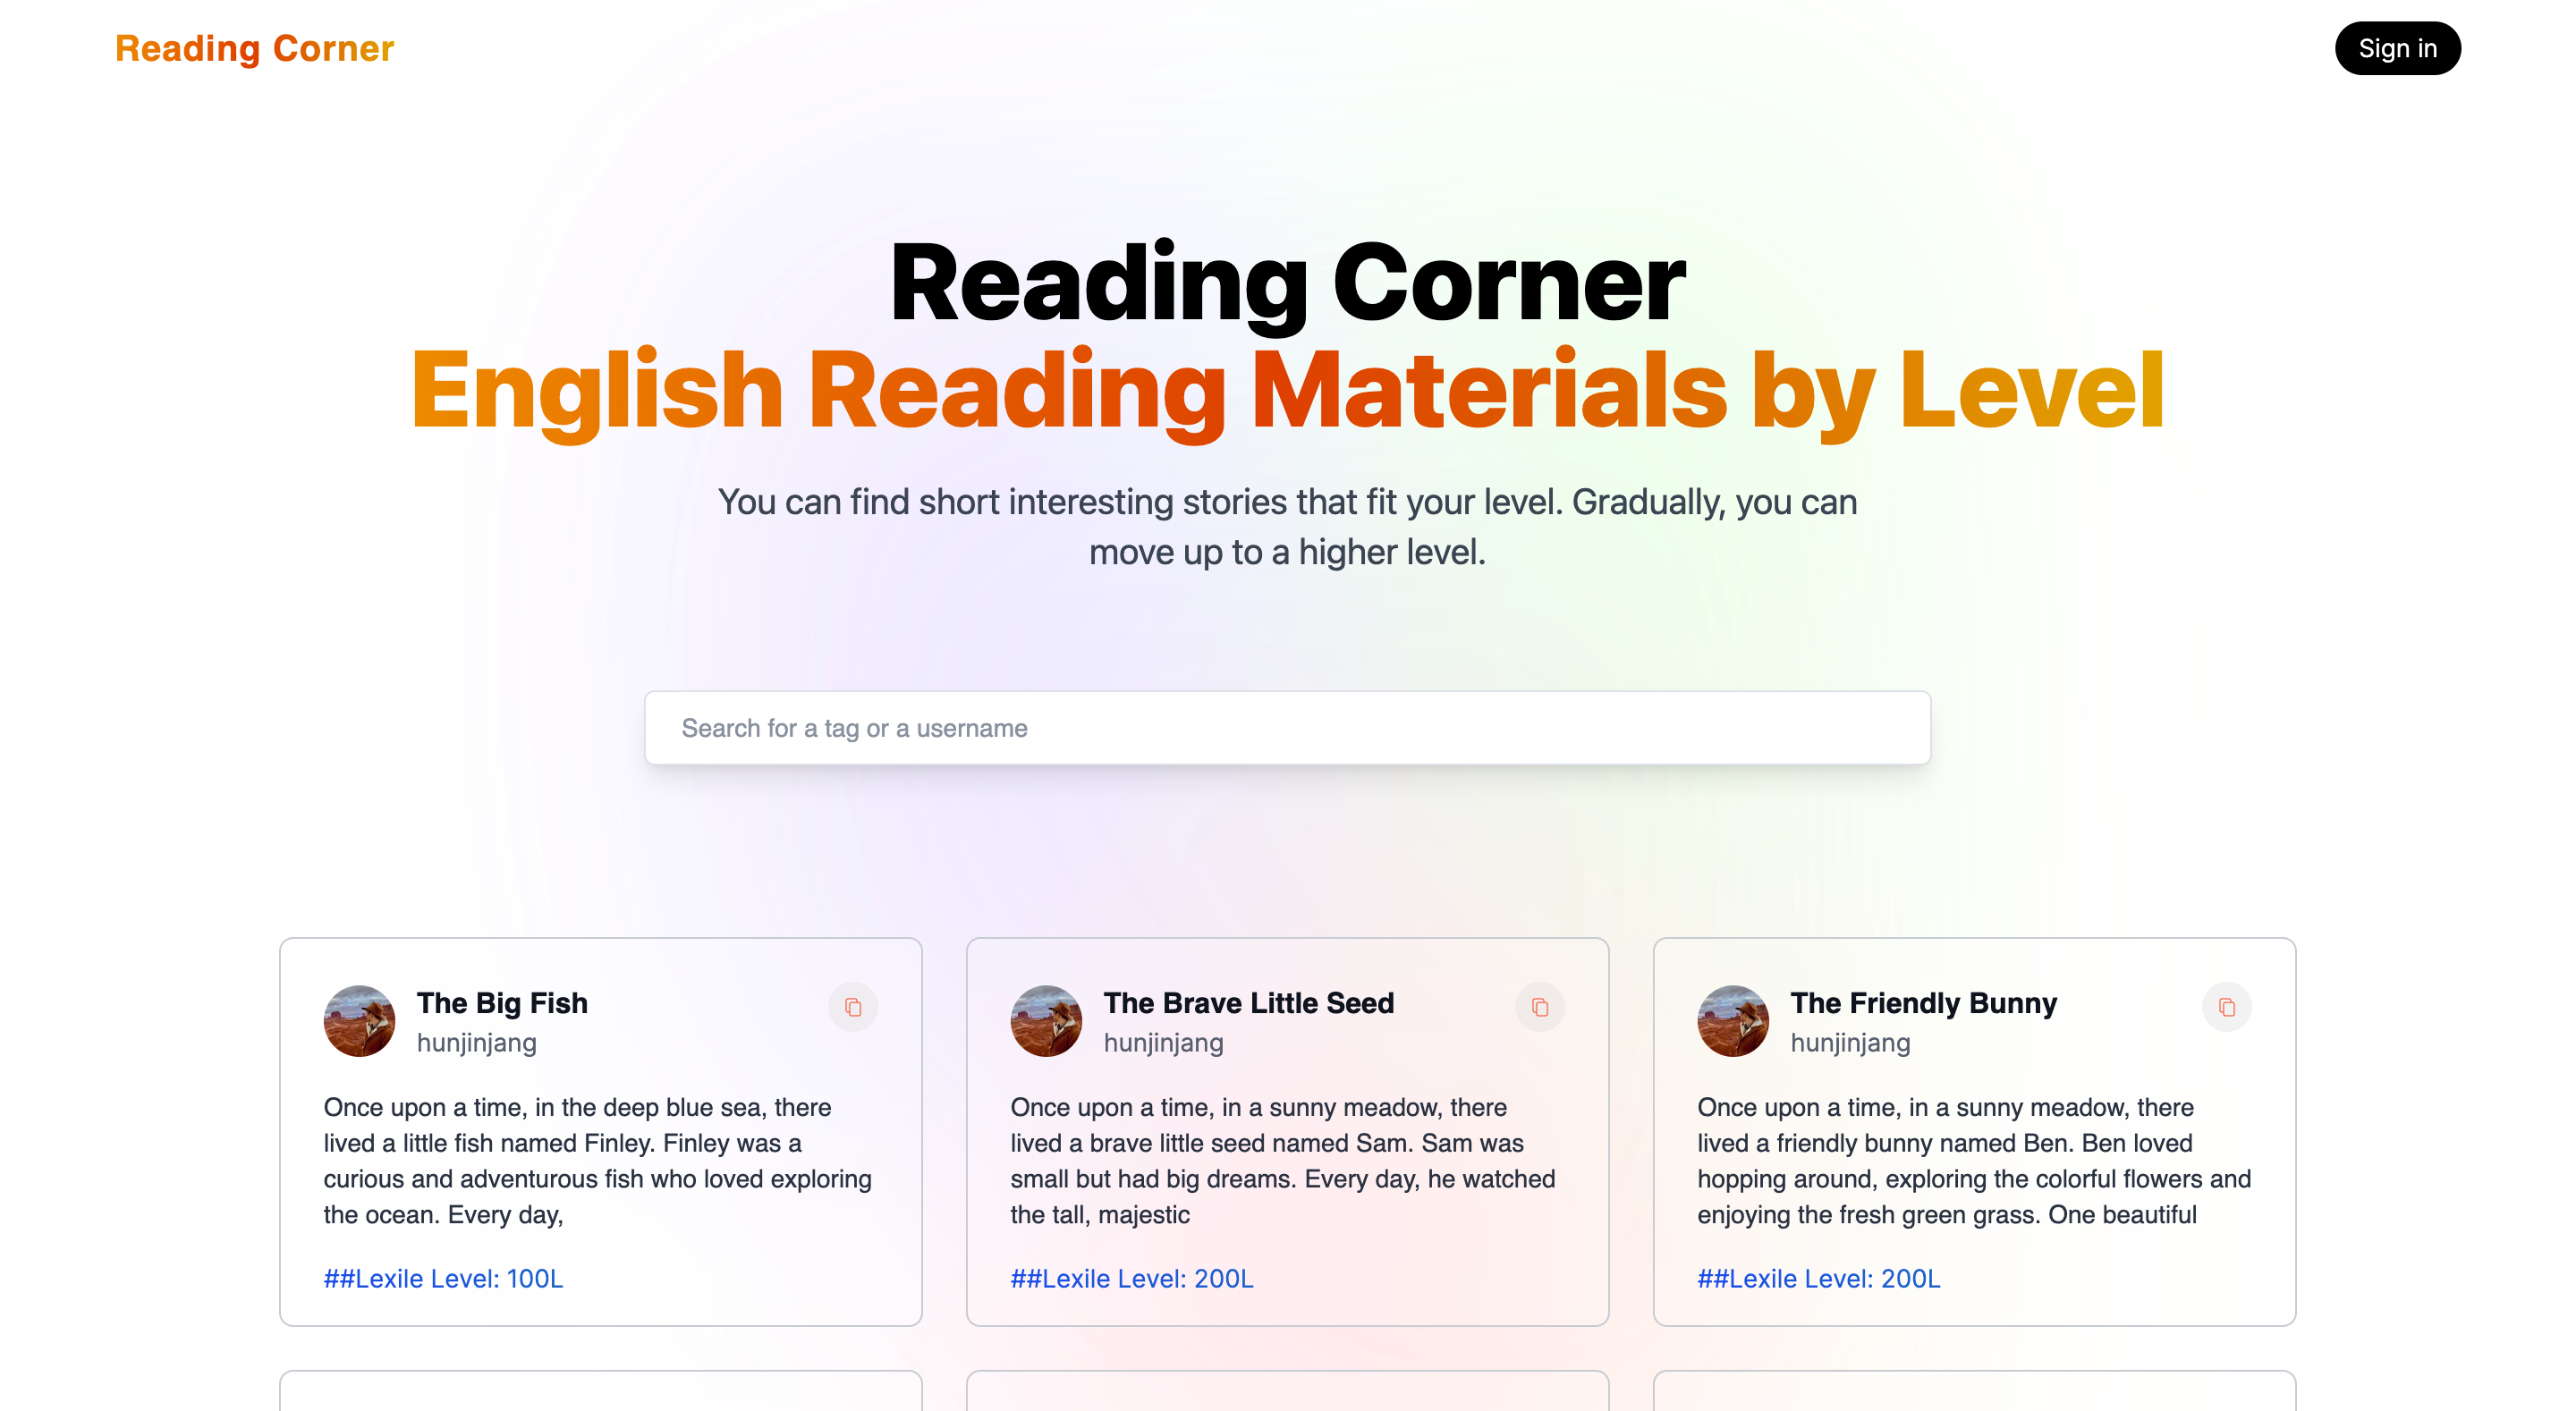 Reading Corner
Sign in
Reading Corner
English Reading Materials by Level
You can find short interesting stories that fit your level. Gradually, you can
move up to a higher level.
Search for a tag or a username
The Big Fish
hunjinjang
Once upon a time, in the deep blue sea, there
lived a little fish named Finley. Finley was a
curious and adventurous fish who loved exploring
the ocean. Every day,
##Lexile Level: 100L
The Brave Little Seed
hunjinjang
Once upon a time, in a sunny meadow, there
lived a brave little seed named Sam. Sam was
small but had big dreams. Every day, he watched
the tall, majestic
##Lexile Level: 200L
The Friendly Bunny
hunjinjang
Once upon a time, in a sunny meadow, there
lived a friendly bunny named Ben. Ben loved
hopping around, exploring the colorful flowers and
enjoying the fresh green grass. One beautiful
##Lexile Level: 200L